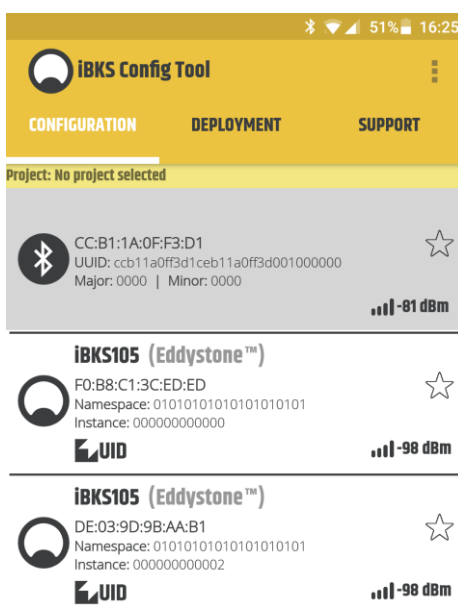 51% 16:25
iBKS Config Tool
CONFIGURATION DEPLOYMENT SUPPORT
Project: No project selected
CC:B1:1A:0F:F3:D1
UUID: ccb11a0ff3d1ceb11a0ff3d001000000
Major: 0000 | Minor: 0000
-81 dBm
iBKS105 (Eddystone™)
F0:B8:C1:3C:ED:ED
Namespace: 01010101010101010101
Instance: 000000000000
UID -98 dBm
iBKS105 (Eddystone™)
DE:03:9D:9B:AA:B1
Namespace: 01010101010101010101
Instance: 000000000002
UID -98 dBm